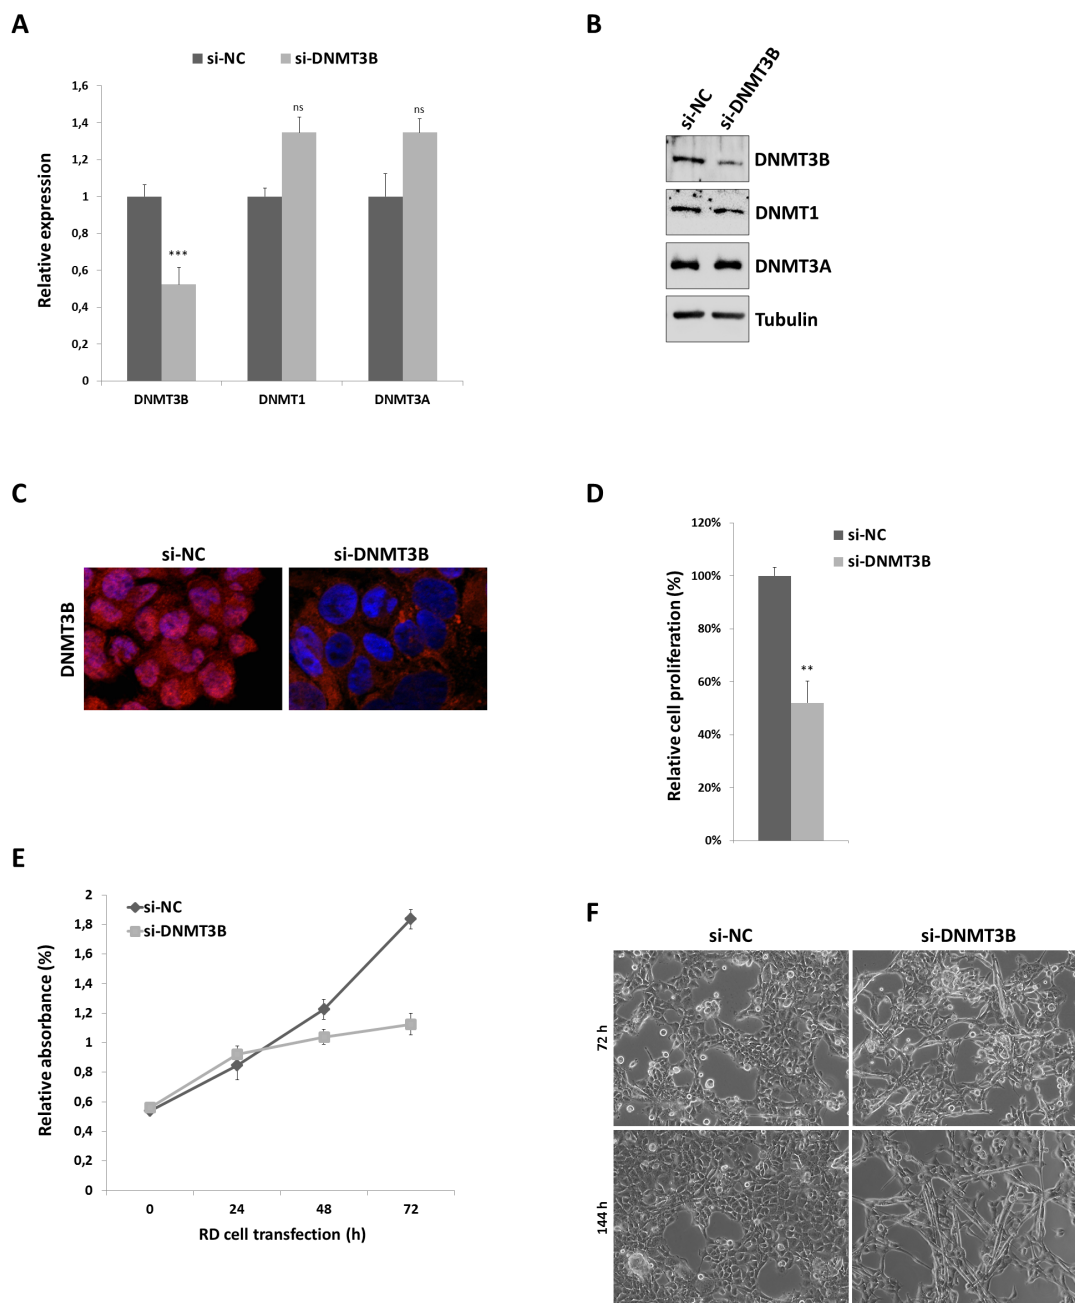 A
si-NC si-DNMT3B
1,6
1,4
1,2
1
0,8
0,6
0,4
0,2
0
Relative expression
***
ns
ns
DNMT3B DNMT1 DNMT3A
B
si-NC si-DNMT3B
DNMT3B
DNMT1
DNMT3A
Tubulin
C
si-NC si-DNMT3B
DNMT3B
D
si-NC
si-DNMT3B
120%
100%
80%
60%
40%
20%
0%
Relative cell proliferation (%)
**
E
si-NC
si-DNMT3B
2
1,8
1,6
1,4
1,2
1
0,8
0,6
0,4
0,2
0
Relative absorbance (%)
0 24 48 72
RD cell transfection (h)
F
si-NC si-DNMT3B
72 h
144 h